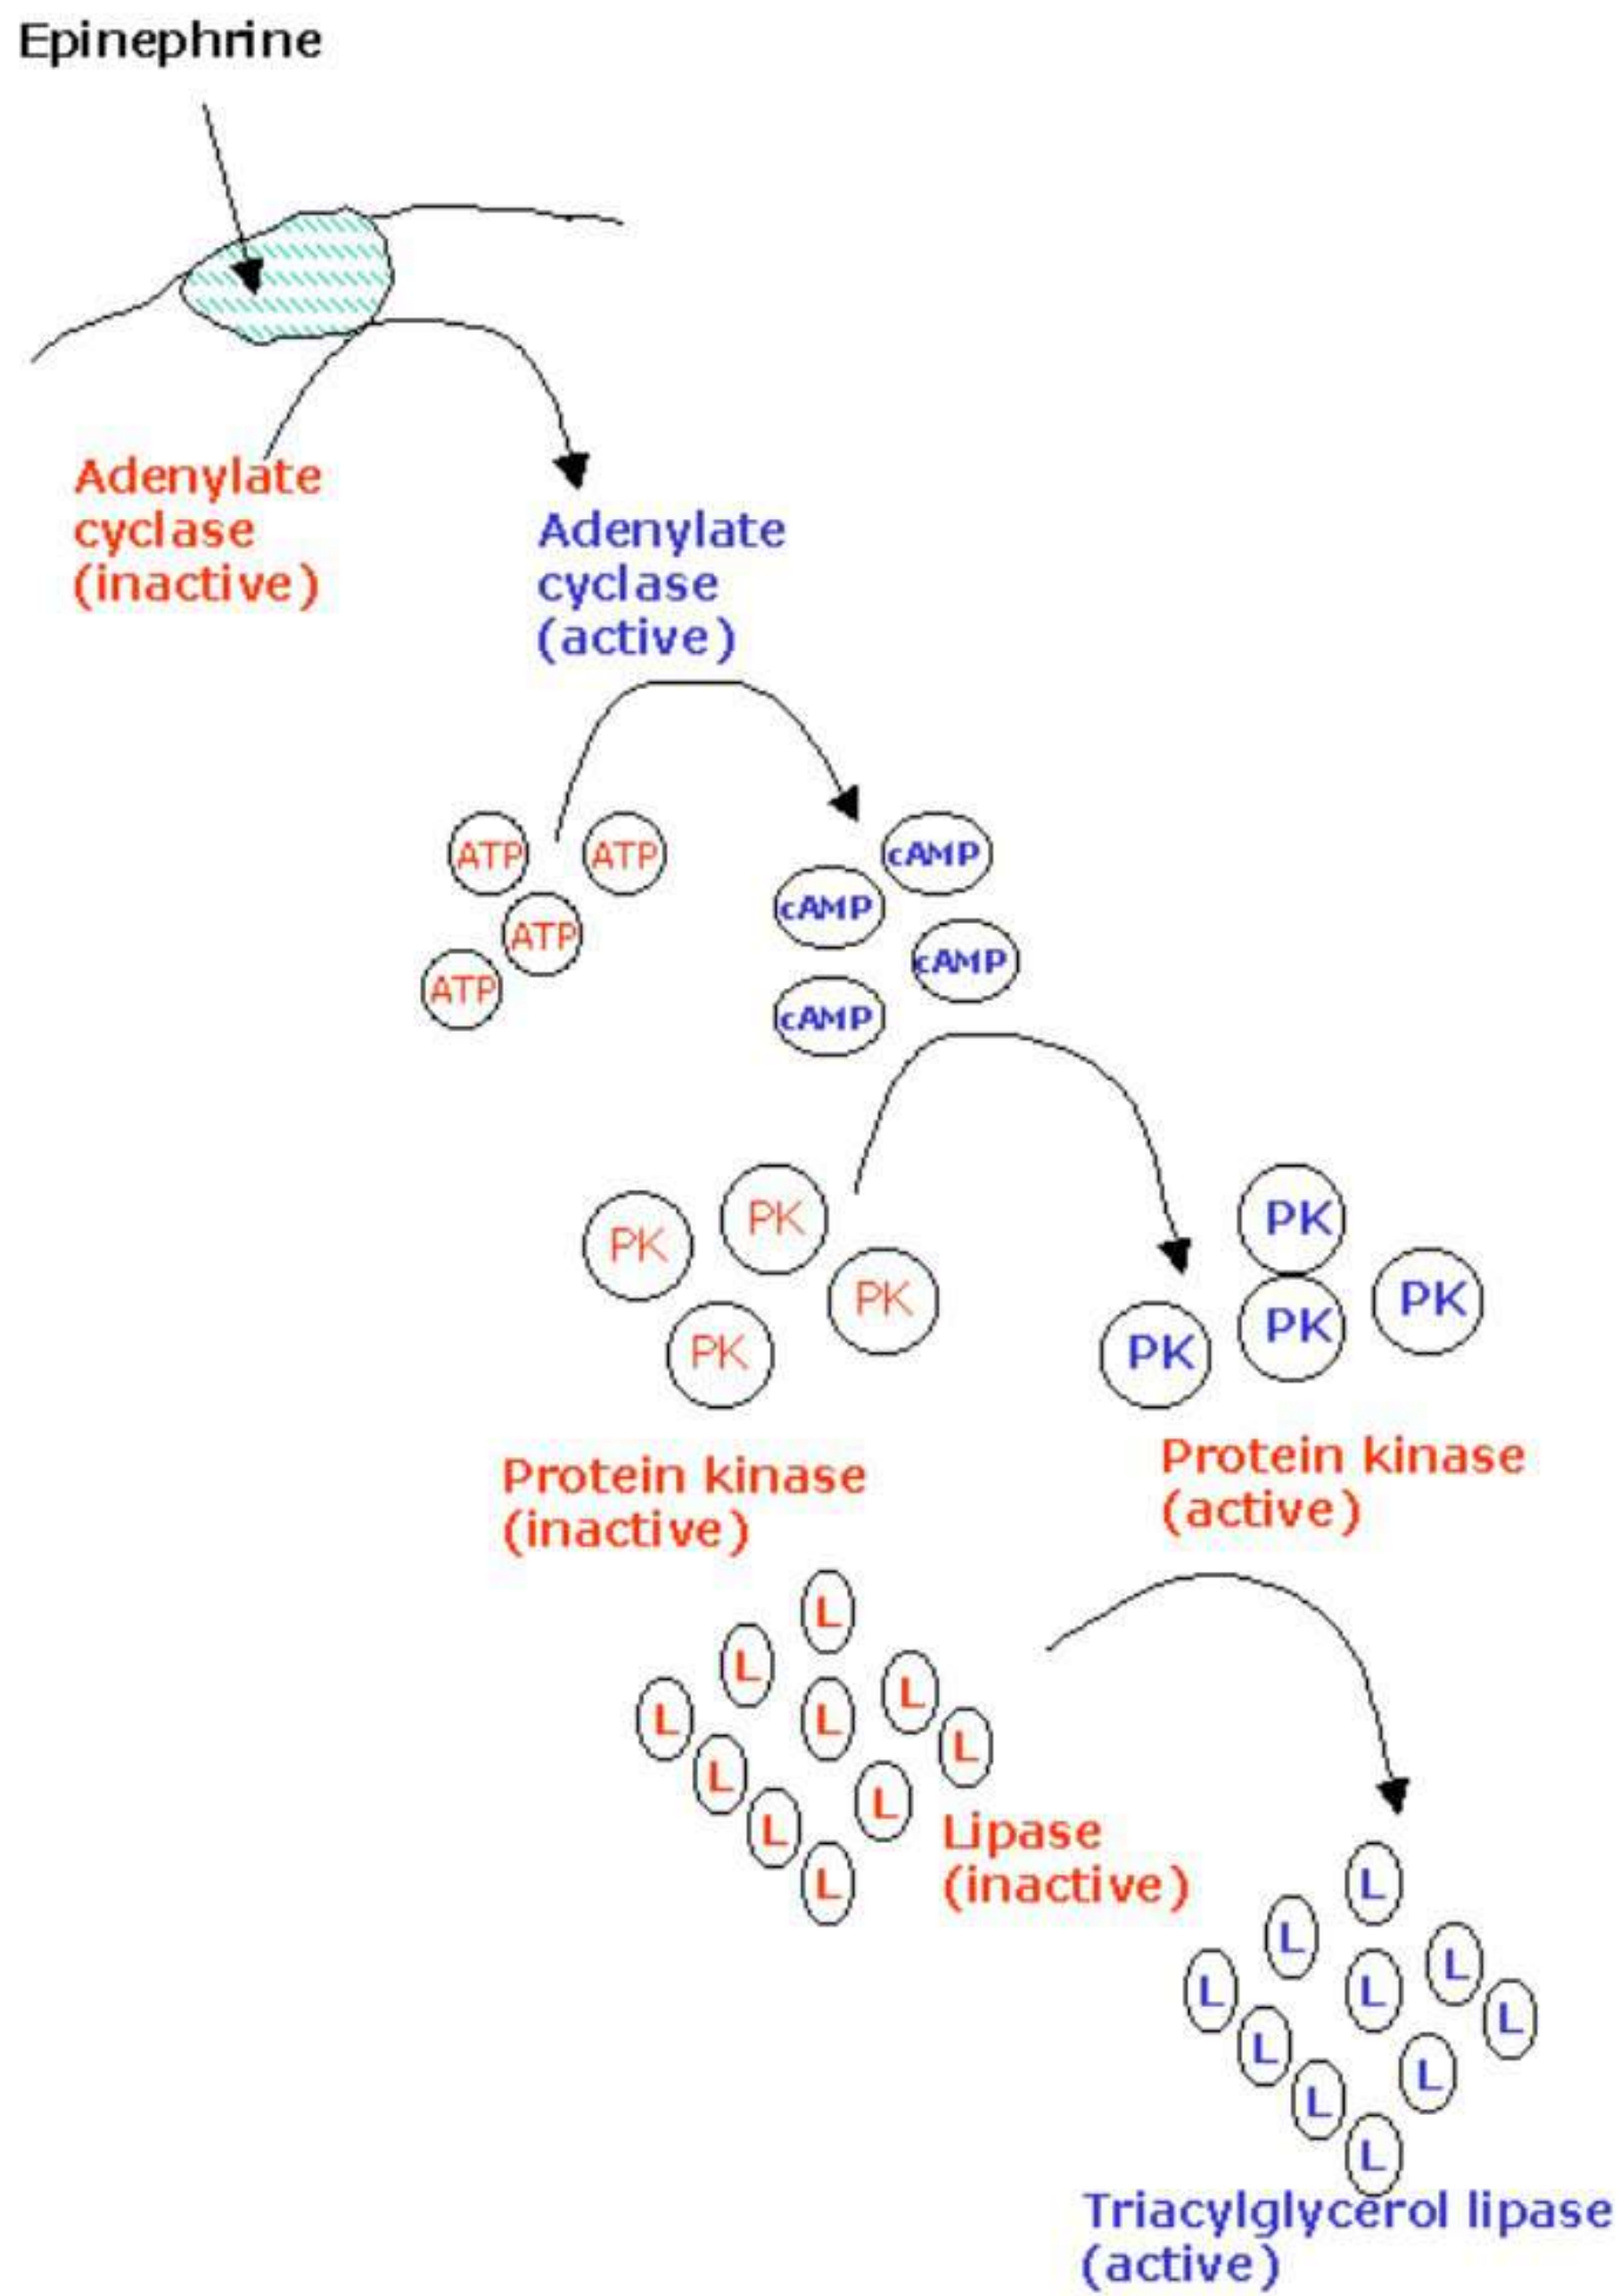 Epinephrine
Adenylate
cyclase
(inactive)
Adenylate
cyclase
(active)
ATP
ATP
ATP
ATP
cAMP
cAMP
cAMP
cAMP
PK
PK
PK
PK
PK
PK
PK
PK
Protein kinase
(inactive)
Protein kinase
(active)
L
L
L
L
L
L
L
L
L
L
Lipase
(inactive)
L
L
L
L
L
L
L
L
L
L
Triacylglycerol lipase
(active)